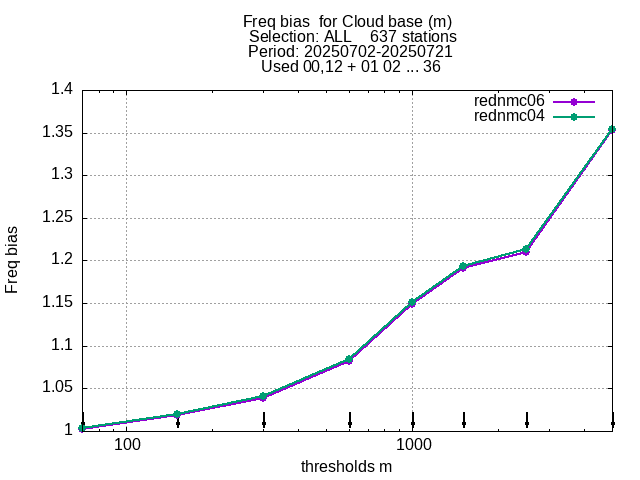 Freq bias  for Cloud base (m)
Selection: ALL    637 stations
Period: 20250702-20250721
Used 00,12 + 01 02 ... 36
rednmc06
rednmc04
1.4
1.35
1.3
1.25
1.2
1.15
1.1
1.05
1
Freq bias
100
1000
thresholds m